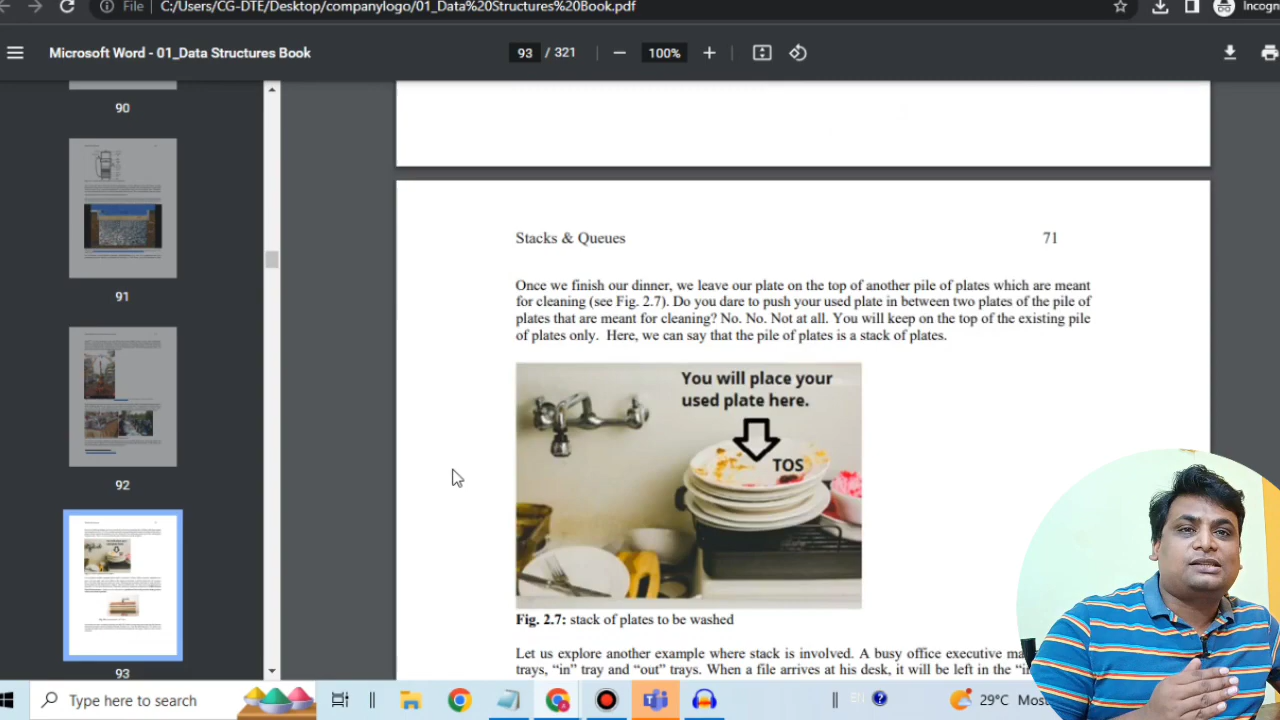 File C:/Users/CG-DTE/Desktop/companylogo/01_Data%20Structures%20Book.pdf
Incogn
Microsoft Word - 01_Data Structures Book
93 / 321
100%
90
91
92
93
Stacks & Queues 71
Once we finish our dinner, we leave our plate on the top of another pile of plates which are meant
for cleaning (see Fig. 2.7). Do you dare to push your used plate in between two plates of the pile of
plates that are meant for cleaning? No. No. Not at all. You will keep on the top of the existing pile
of plates only. Here, we can say that the pile of plates is a stack of plates.
You will place your
used plate here.
TOS
Fig. 2.7: stack of plates to be washed
Let us explore another example where stack is involved. A busy office executive ma
trays, “in” tray and “out” trays. When a file arrives at his desk, it will be left in the “in
Type here to search
EN
29°C Most